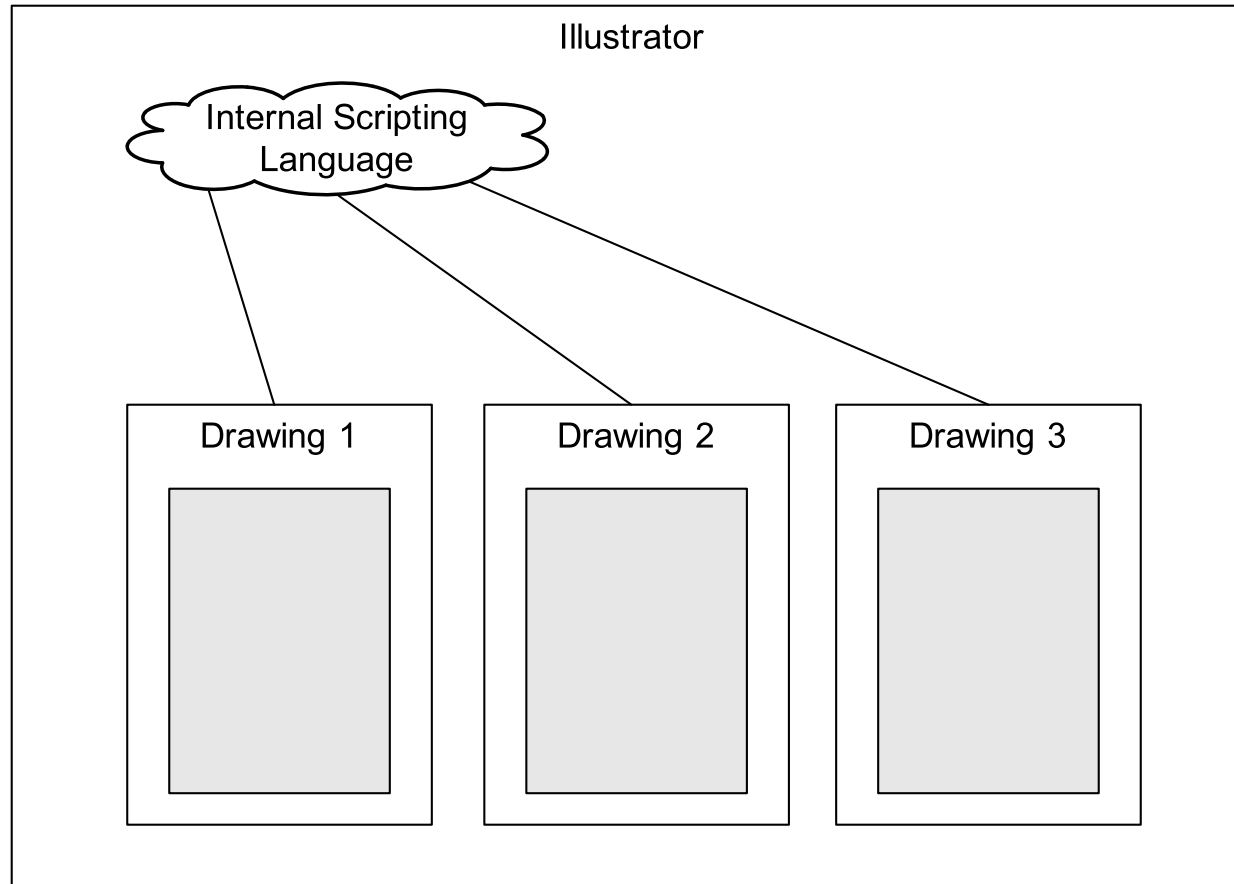 Illustrator
Internal Scripting
Language
Drawing 1
Drawing 2
Drawing 3